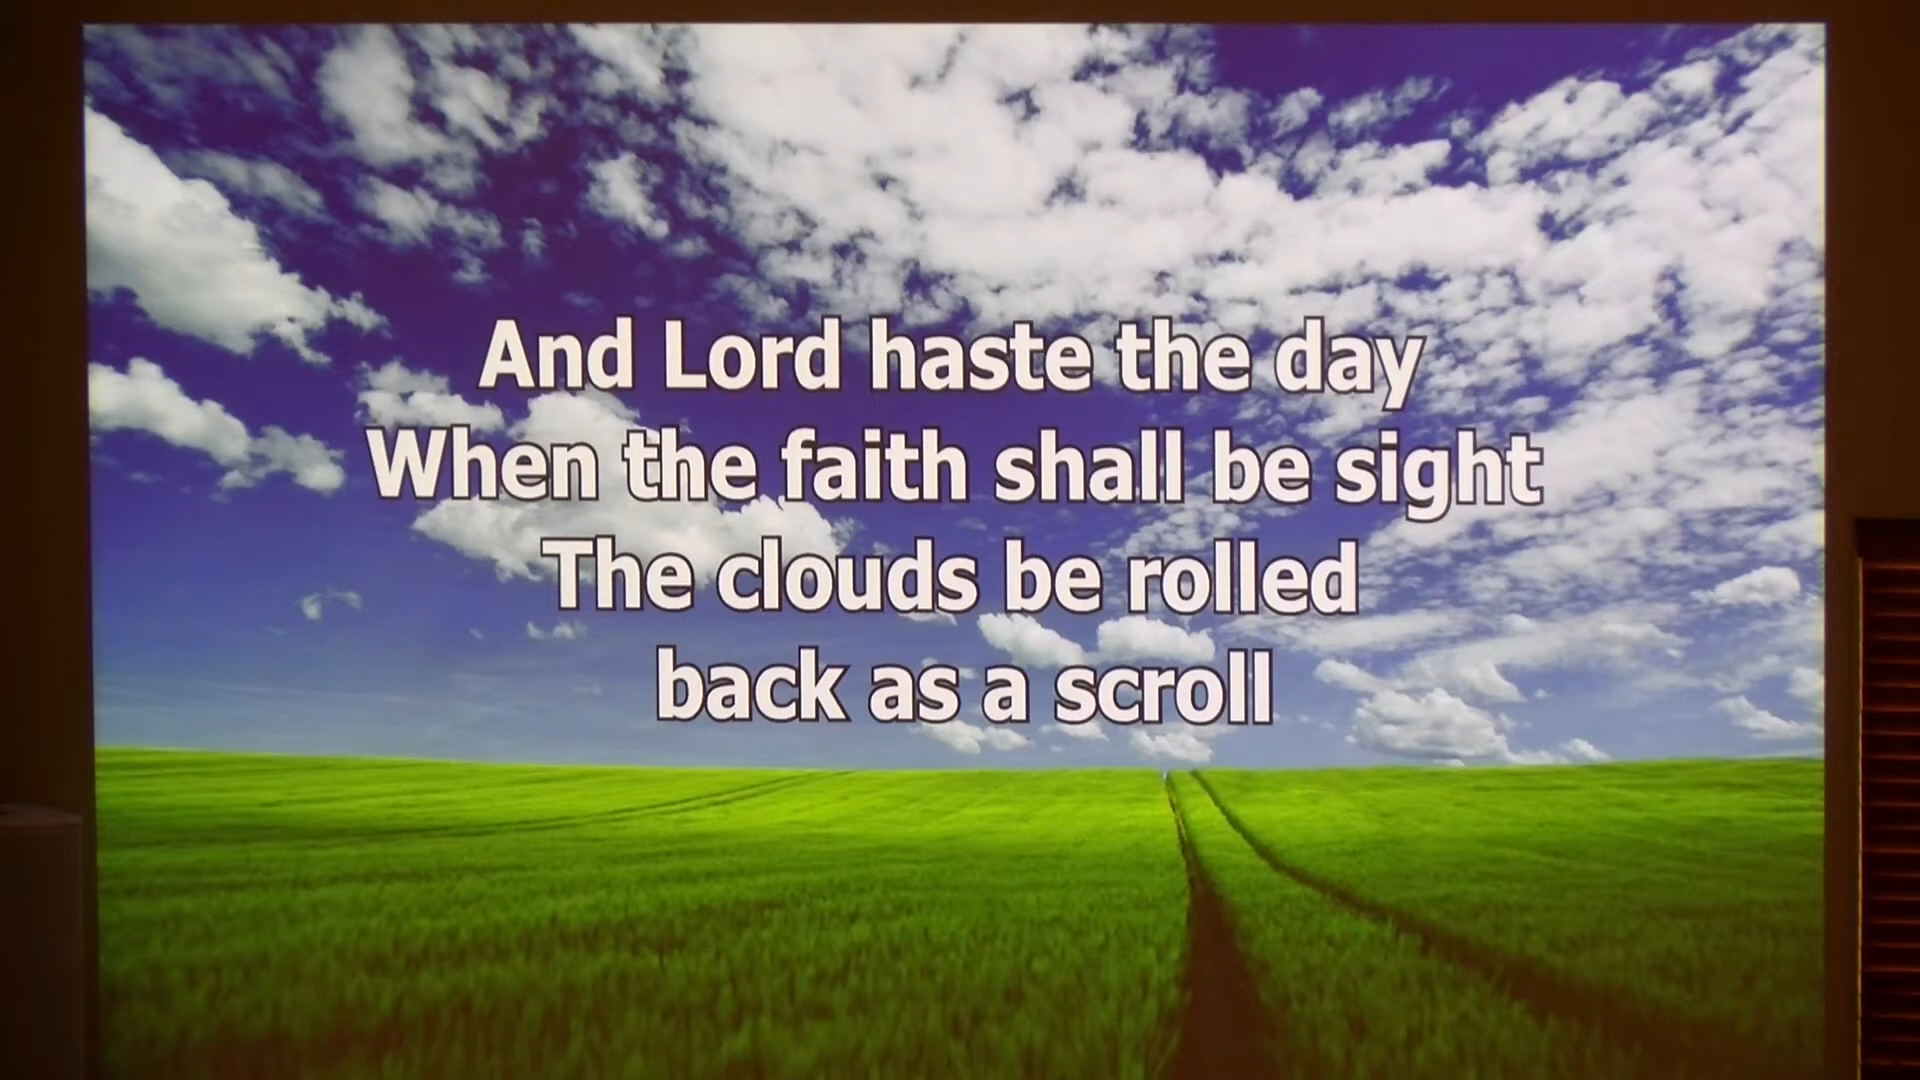 And Lord haste the day
When the faith shall be sight
The clouds be rolled
back as a scroll